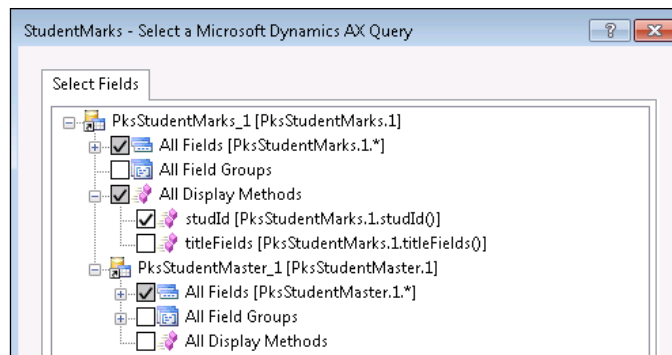 StudentMarks - Select a Microsoft Dynamics AX Query
Select Fields
PksStudentMarks_1 [PksStudentMarks.1]
All Fields [PksStudentMarks.1.*]
All Field Groups
All Display Methods
studId [PksStudentMarks.1.studId()]
titleFields [PksStudentMarks.1.titleFields()]
PksStudentMaster_1 [PksStudentMaster.1]
All Fields [PksStudentMaster.1.*]
All Field Groups
All Display Methods